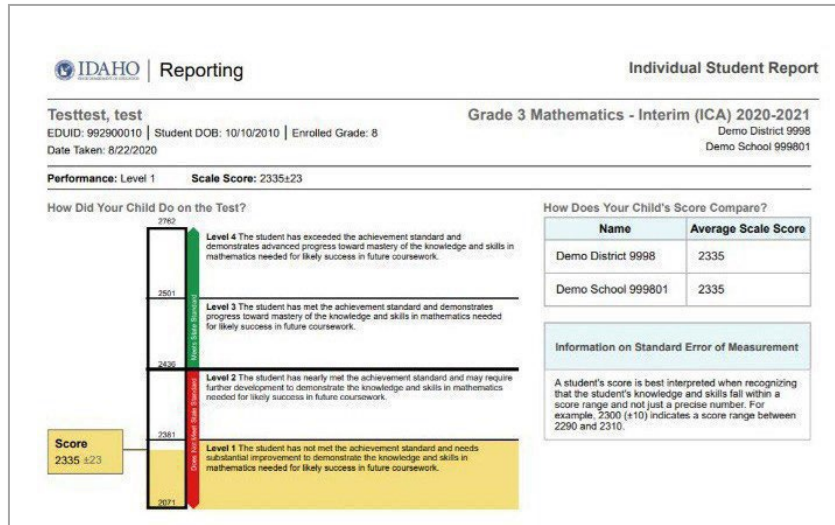 IDAHO Reporting
Individual Student Report
Testtest, test
EDUID: 992900010 | Student DOB: 10/10/2010 | Enrolled Grade: 8
Date Taken: 8/22/2020
Grade 3 Mathematics - Interim (ICA) 2020-2021
Demo District 9998
Demo School 999801
Performance: Level 1 Scale Score: 2335±23
How Did Your Child Do on the Test?
2762
Level 4 The student has exceeded the achievement standard and
demonstrates advanced progress toward mastery of the knowledge and skills in
mathematics needed for likely success in future coursework.
2501
Level 3 The student has met the achievement standard and demonstrates
progress toward mastery of the knowledge and skills in mathematics needed
for likely success in future coursework.
Meets State Standard
2436
Level 2 The student has nearly met the achievement standard and may require
further development to demonstrate the knowledge and skills in mathematics
needed for likely success in future coursework.
Does Not Meet State Standard
2381
Score
2335 ±23
Level 1 The student has not met the achievement standard and needs
substantial improvement to demonstrate the knowledge and skills in
mathematics needed for likely success in future coursework.
2071
How Does Your Child's Score Compare?
Name Average Scale Score
Demo District 9998 2335
Demo School 999801 2335
Information on Standard Error of Measurement
A student's score is best interpreted when recognizing
that the student's knowledge and skills fall within a
score range and not just a precise number. For
example, 2300 (±10) indicates a score range between
2290 and 2310.